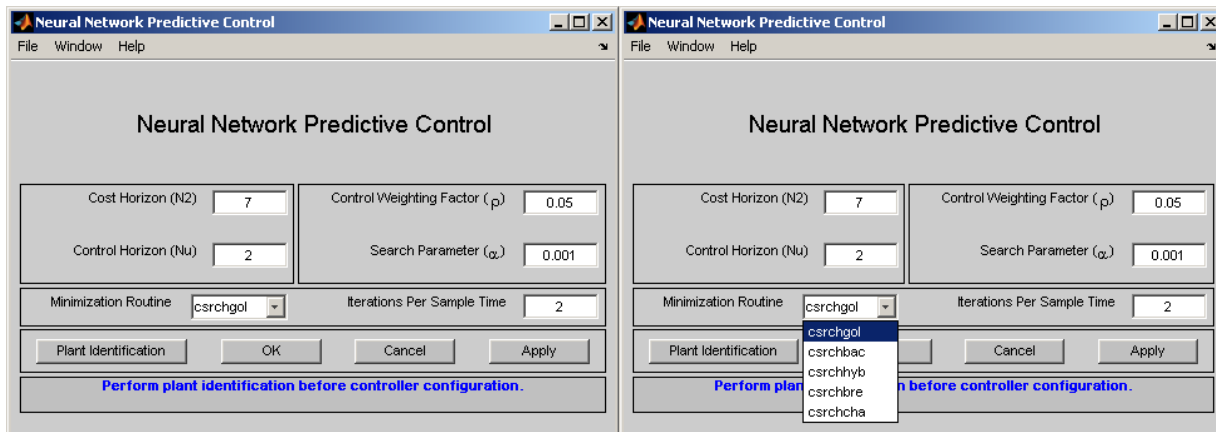 Neural Network Predictive Control
File Window Help
Neural Network Predictive Control
Cost Horizon (N2) 7 Control Weighting Factor (ρ) 0.05
Control Horizon (Nu) 2 Search Parameter (α) 0.001
Minimization Routine csrchgol Iterations Per Sample Time 2
Plant Identification OK Cancel Apply
Perform plant identification before controller configuration.
Neural Network Predictive Control
File Window Help
Neural Network Predictive Control
Cost Horizon (N2) 7 Control Weighting Factor (ρ) 0.05
Control Horizon (Nu) 2 Search Parameter (α) 0.001
Minimization Routine csrchgol Iterations Per Sample Time 2
csrchgol
Plant Identification csrchbac Cancel Apply
csrchhyb
Perform plan csrchbre n before controller configuration.
csrchcha